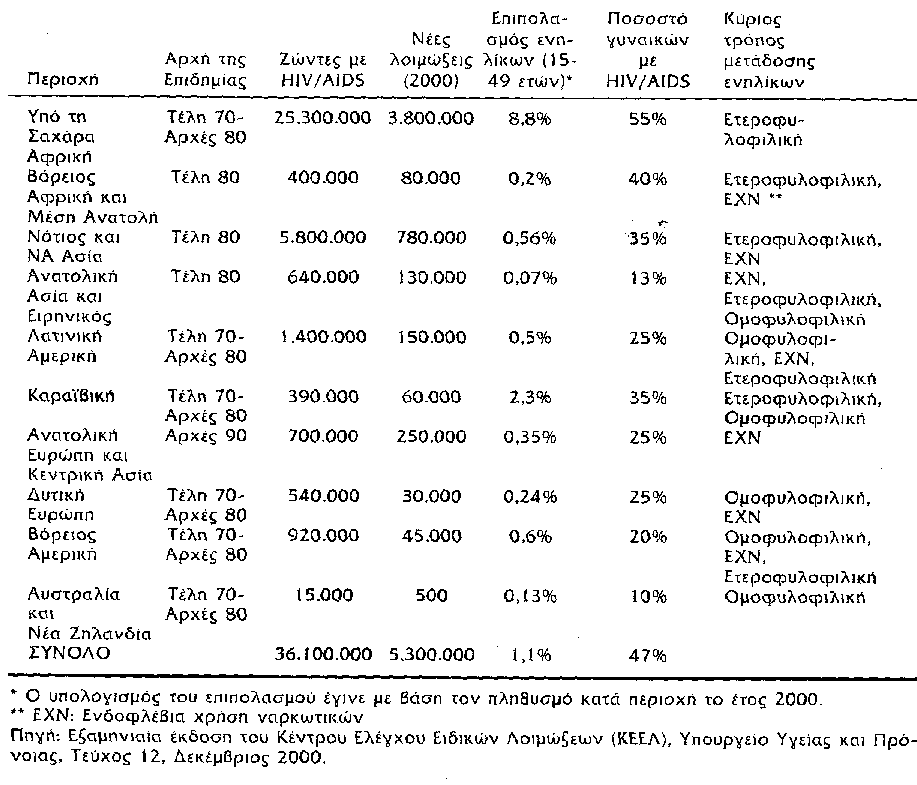 Περιοχή Αρχή της Επιδημίας Ζώντες με HIV/AIDS Νέες λοιμώξεις (2000) Επιπολασμός ενηλίκων (15-49 ετών)* Ποσοστό γυναικών με HIV/AIDS Κύριος τρόπος μετάδοσης ενηλίκων
Υπό τη Τέλη 70- 25.300.000 3.800.000 8,8% 55% Ετεροφυ-
Σαχάρα Αρχές 80 λοφιλική
Αφρική
Βόρειος Τέλη 80 400.000 80.000 0,2% 40% Ετεροφυλοφιλική,
Αφρική και ΕΧΝ **
Μέση Ανατολή
Νότιος και Τέλη 80 5.800.000 780.000 0,56% 35% Ετεροφυλοφιλική,
ΝΑ Ασία ΕΧΝ
Ανατολική Τέλη 80 640.000 130.000 0,07% 13% ΕΧΝ,
Ασία και Ετεροφυλοφιλική,
Ειρηνικός Ομοφυλοφιλική
Λατινική Τέλη 70- 1.400.000 150.000 0,5% 25% Ομοφυλοφι-
Αμερική Αρχές 80 λική, ΕΧΝ,
Ετεροφυλοφιλική
Καραϊβική Τέλη 70- 390.000 60.000 2,3% 35% Ετεροφυλοφιλική,
Αρχές 80 Ομοφυλοφιλική
Ανατολική Αρχές 90 700.000 250.000 0,35% 25% ΕΧΝ
Ευρώπη και
Κεντρική Ασία
Δυτική Τέλη 70- 540.000 30.000 0,24% 25% Ομοφυλοφιλική,
Ευρώπη Αρχές 80 ΕΧΝ
Βόρειος Τέλη 70- 920.000 45.000 0,6% 20% Ομοφυλοφιλική,
Αμερική Αρχές 80 ΕΧΝ,
Ετεροφυλοφιλική
Αυστραλία Τέλη 70- 15.000 500 0,13% 10% Ομοφυλοφιλική
και Αρχές 80
Νέα Ζηλανδία
ΣΥΝΟΛΟ 36.100.000 5.300.000 1,1% 47%
* Ο υπολογισμός του επιπολασμού έγινε με βάση τον πληθυσμό κατά περιοχή το έτος 2000.
** ΕΧΝ: Ενδοφλέβια χρήση ναρκωτικών
Πηγή: Εξαμηνιαία έκδοση του Κέντρου Ελέγχου Ειδικών Λοιμώξεων (ΚΕΕΛ), Υπουργείο Υγείας και Πρό-
νοιας, Τεύχος 12, Δεκέμβριος 2000.